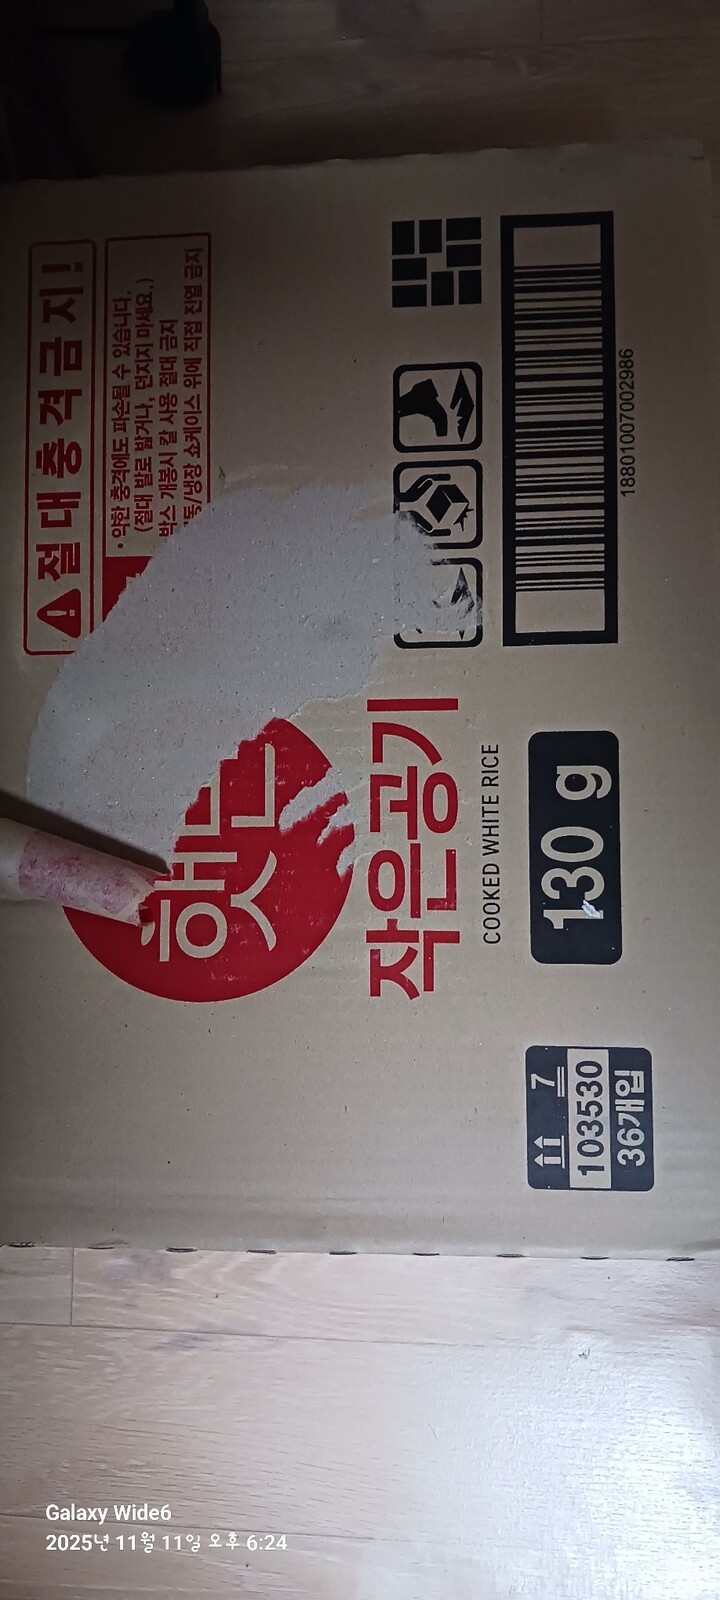 절대충격금지!
· 약한 충격에도 파손될 수 있습니다.
(절대 발로 밟거나, 던지지 마세요.)
박스 개봉시 칼 사용 절대 금지
냉장 쇼케이스 위에 직접 진열 금지
햇반
작은공기
COOKED WHITE RICE
130 g
18801007002986
7
103530
36개입
Galaxy Wide6
2025년 11월 11일 오후 6:24